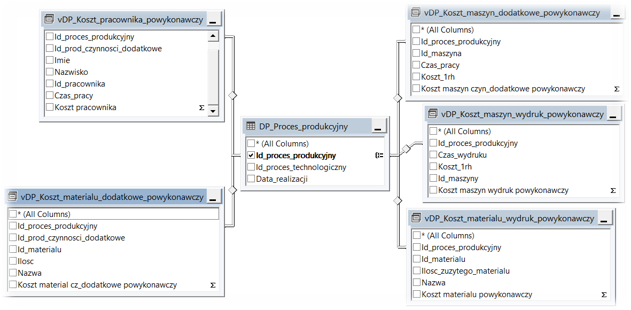 vDP_Koszt_pracownika_powykonawczy
Id_proces_produkcyjny
Id_prod_czynnosci_dodatkowe
Imie
Nazwisko
Id_pracownika
Czas_pracy
Koszt pracownika Σ
vDP_Koszt_materialu_dodatkowe_powykonawczy
* (All Columns)
Id_proces_produkcyjny
Id_prod_czynnosci_dodatkowe
Id_materialu
Ilosc
Nazwa
Koszt material cz_dodatkowe powykonawczy Σ
DP_Proces_produkcyjny
* (All Columns)
Id_proces_produkcyjny
Id_proces_technologiczny
Data_realizacji
vDP_Koszt_maszyn_dodatkowe_powykonawczy
* (All Columns)
Id_proces_produkcyjny
Id_maszyna
Czas_pracy
Koszt_1rh
Koszt maszyn czyn_dodatkowe powykonawczy Σ
vDP_Koszt_maszyn_wydruk_powykonawczy
* (All Columns)
Id_proces_produkcyjny
Czas_wydruku
Koszt_1rh
Id_maszyny
Koszt maszyn wydruk powykonawczy Σ
vDP_Koszt_materialu_wydruk_powykonawczy
* (All Columns)
Id_proces_produkcyjny
Id_materialu
Ilosc_zuzytego_materialu
Nazwa
Koszt materialu powykonawczy Σ